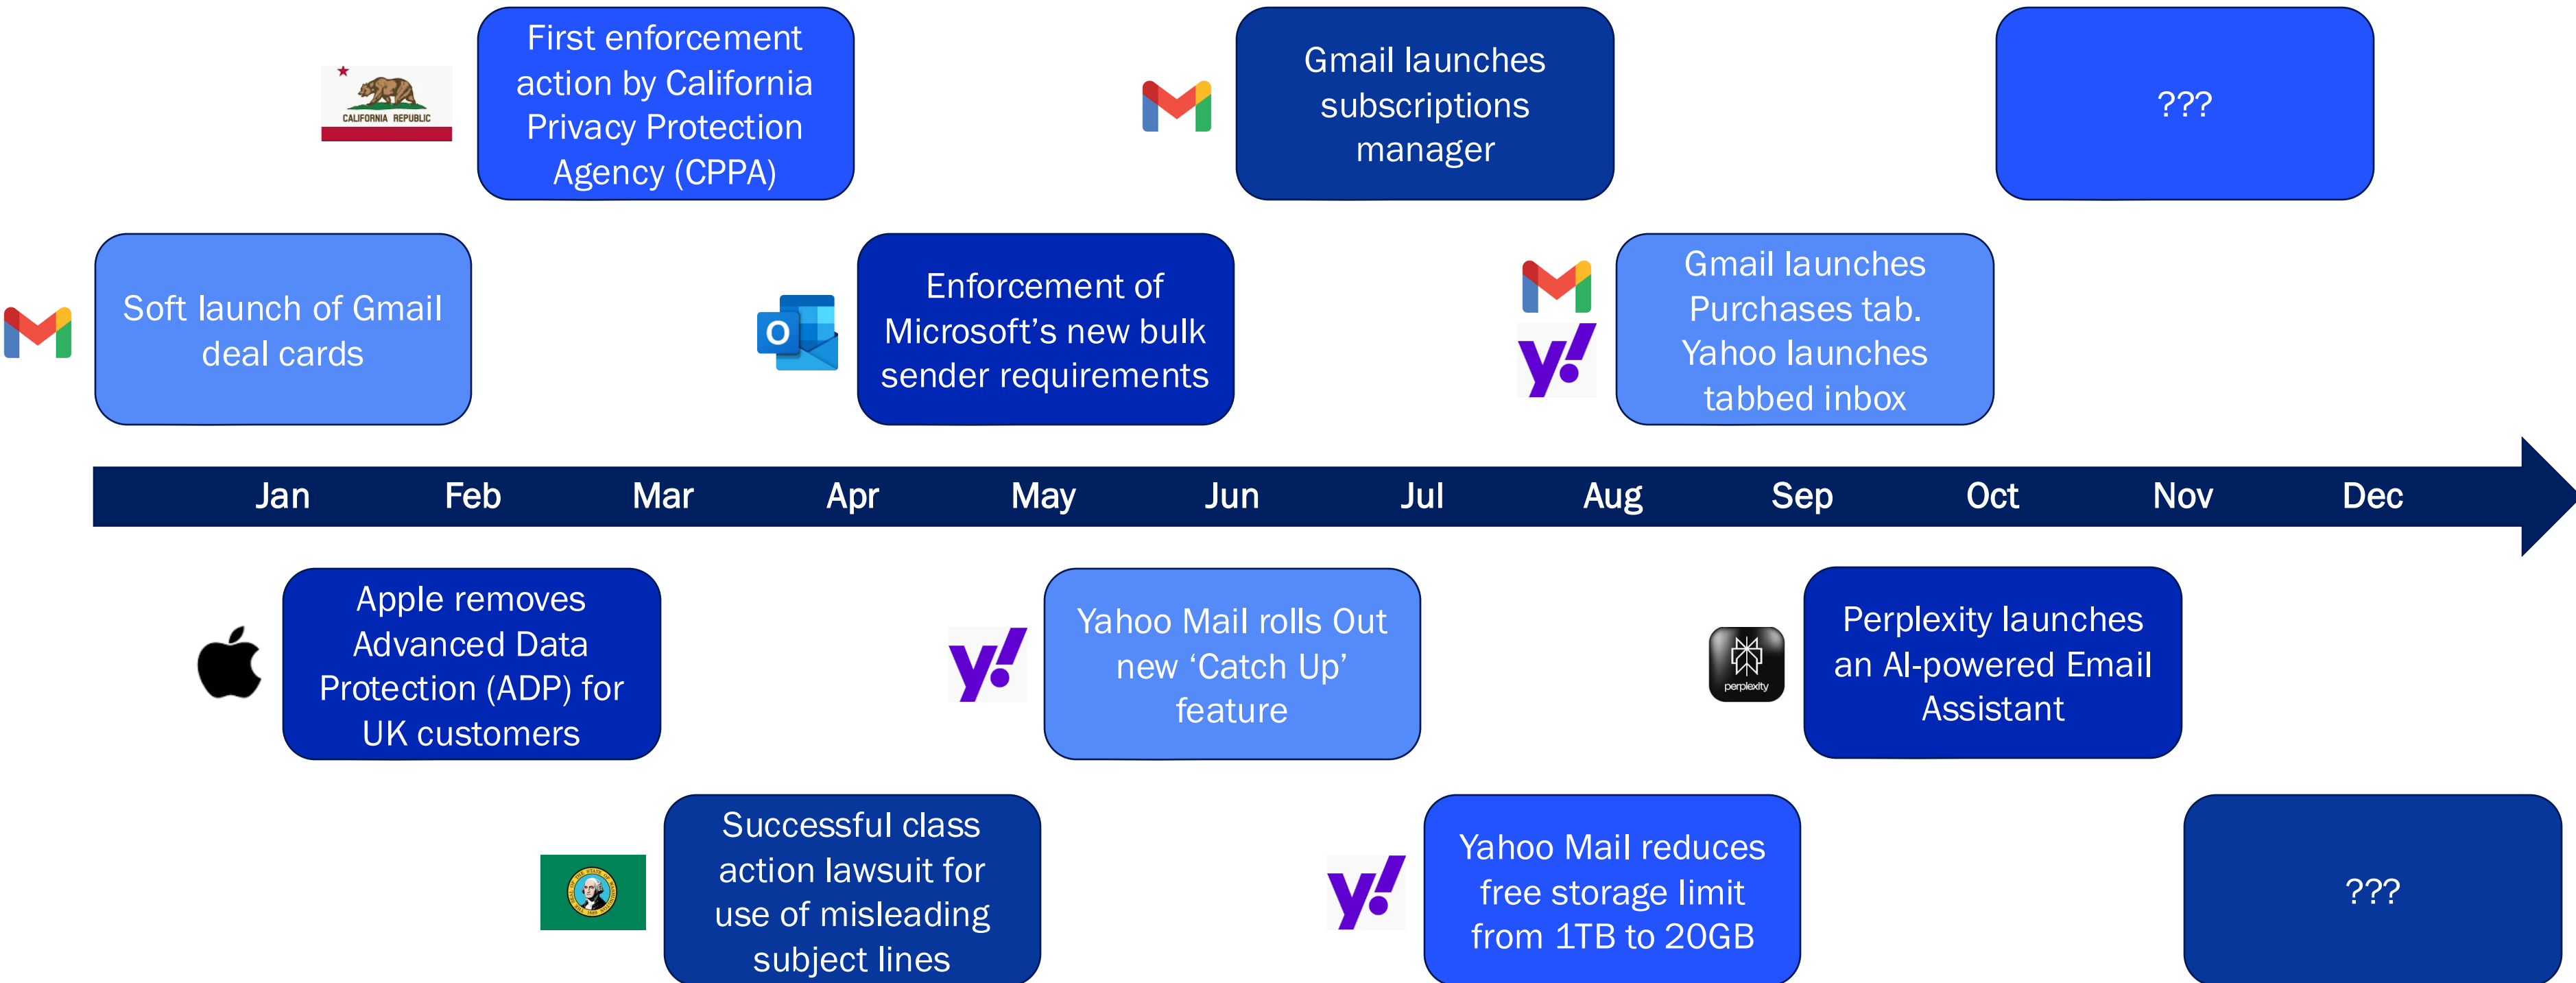 First enforcement
action by California
Privacy Protection
Agency (CPPA)
CALIFORNIA REPUBLIC
Gmail launches
subscriptions
manager
???
Soft launch of Gmail
deal cards
O
Enforcement of
Microsoft’s new bulk
sender requirements
y!
Gmail launches
Purchases tab.
Yahoo launches
tabbed inbox
Jan
Feb
Mar
Apr
May
Jun
Jul
Aug
Sep
Oct
Nov
Dec
Apple removes
Advanced Data
Protection (ADP) for
UK customers
y!
Yahoo Mail rolls Out
new ‘Catch Up’
feature
perplexity
Perplexity launches
an AI-powered Email
Assistant
Successful class
action lawsuit for
use of misleading
subject lines
y!
Yahoo Mail reduces
free storage limit
from 1TB to 20GB
???